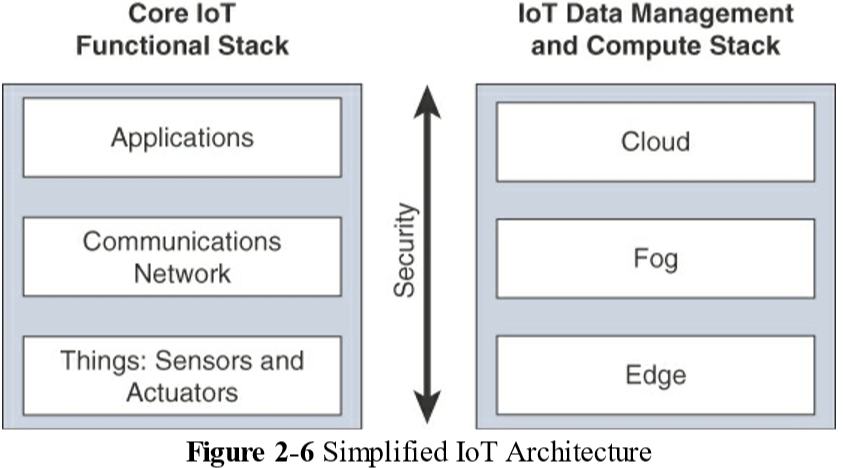 Core IoT
Functional Stack
Applications
Communications
Network
Things: Sensors and
Actuators
Security
IoT Data Management
and Compute Stack
Cloud
Fog
Edge
Figure 2-6 Simplified IoT Architecture